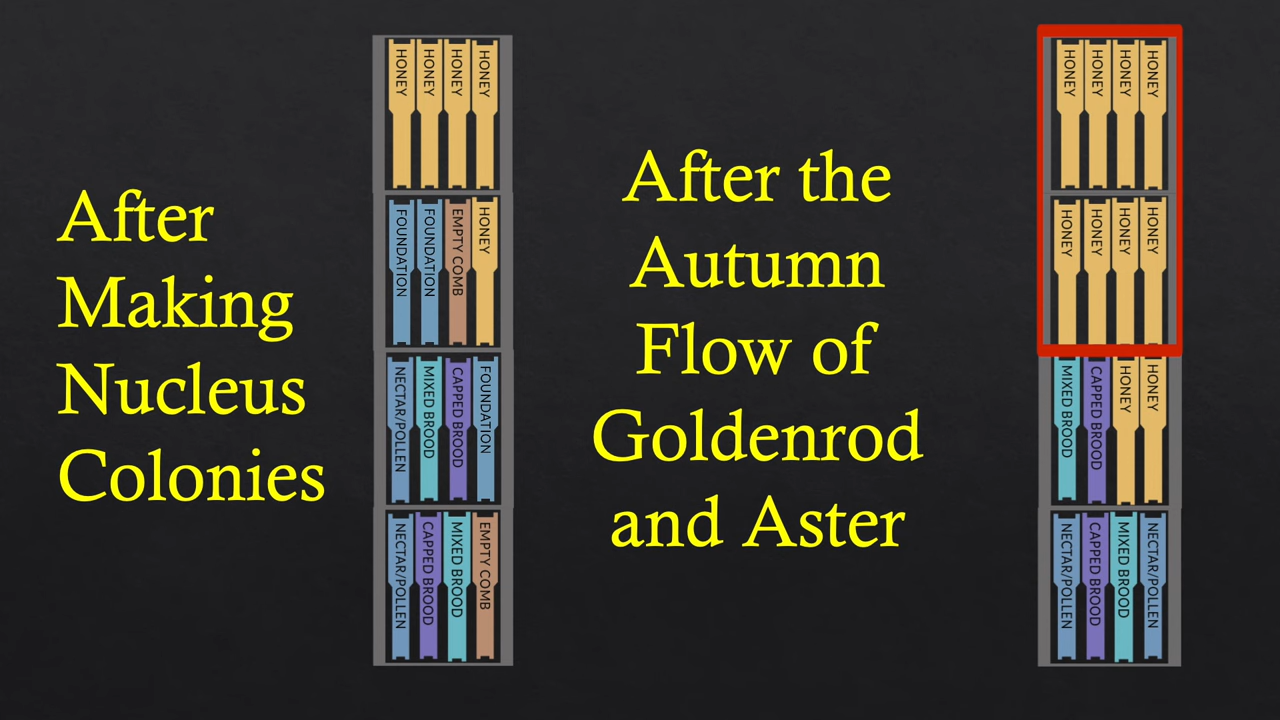 After
Making
Nucleus
Colonies
HONEY
HONEY
HONEY
HONEY
FOUNDATION
FOUNDATION
EMPTY COMB
HONEY
NECTAR/POLLEN
MIXED BROOD
CAPPED BROOD
FOUNDATION
NECTAR/POLLEN
CAPPED BROOD
MIXED BROOD
EMPTY COMB
After the
Autumn
Flow of
Goldenrod
and Aster
HONEY
HONEY
HONEY
HONEY
HONEY
HONEY
HONEY
HONEY
MIXED BROOD
CAPPED BROOD
HONEY
HONEY
NECTAR/POLLEN
CAPPED BROOD
MIXED BROOD
NECTAR/POLLEN